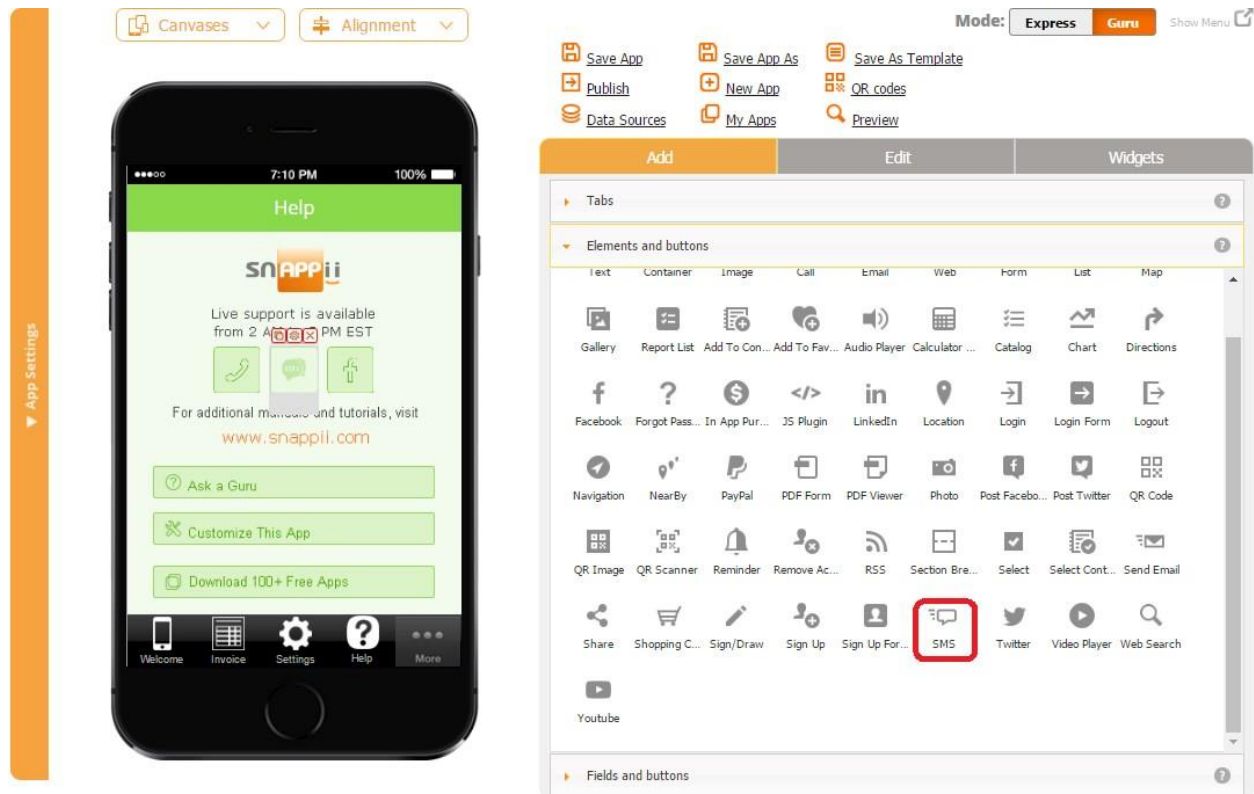 Canvases
Alignment
Mode: Express Guru Show Menu
Save App Save App As Save As Template
Publish New App QR codes
Data Sources My Apps Preview
App Settings
7:10 PM 100%
Help
snAPPii
Live support is available
from 2 PM EST
For additional and tutorials, visit
www.snappii.com
Ask a Guru
Customize This App
Download 100+ Free Apps
Welcome Invoice Settings Help More
Add Edit Widgets
Tabs
Elements and buttons
Text Container Image Call Email Web Form List Map
Gallery Report List Add To Con... Add To Fav... Audio Player Calculator ... Catalog Chart Directions
Facebook Forgot Pass... In App Pur... JS Plugin LinkedIn Location Login Login Form Logout
Navigation NearBy PayPal PDF Form PDF Viewer Photo Post Facebo... Post Twitter QR Code
QR Image QR Scanner Reminder Remove Ac... RSS Section Bre... Select Select Cont... Send Email
Share Shopping C... Sign/Draw Sign Up Sign Up For... SMS Twitter Video Player Web Search
Youtube
Fields and buttons